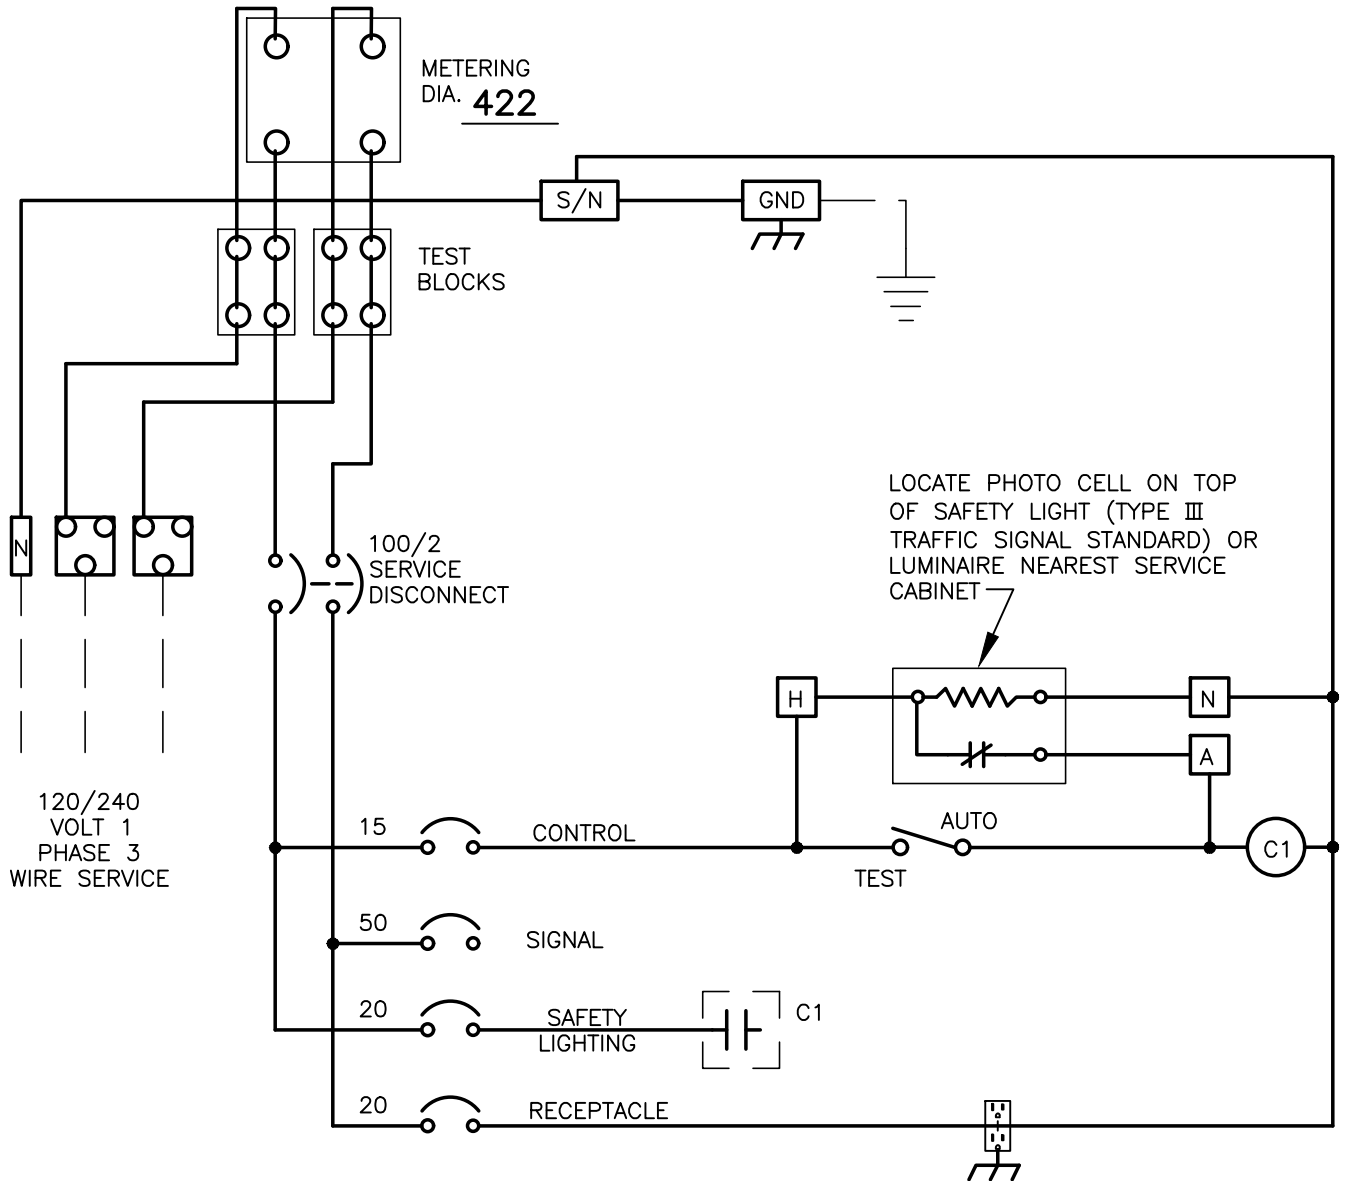 METERING
DIA. 422
S/N
GND
TEST
BLOCKS
N
100/2
SERVICE
DISCONNECT
LOCATE PHOTO CELL ON TOP
OF SAFETY LIGHT (TYPE III
TRAFFIC SIGNAL STANDARD) OR
LUMINAIRE NEAREST SERVICE
CABINET
H
N
A
120/240
VOLT 1
PHASE 3
WIRE SERVICE
15
CONTROL
AUTO
TEST
C1
50
SIGNAL
20
SAFETY
LIGHTING
C1
20
RECEPTACLE